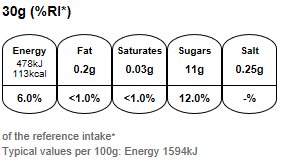 30g (%RI*)
Energy Fat Saturates Sugars Salt
478kJ
113kcal 0.2g 0.03g 11g 0.25g
6.0% <1.0% <1.0% 12.0% -%
of the reference intake*
Typical values per 100g: Energy 1594kJ